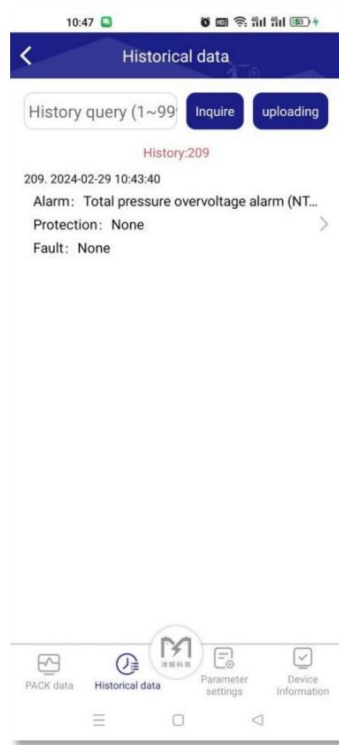 10:47
Historical data
History query (1~99
Inquire
uploading
History:209
209. 2024-02-29 10:43:40
Alarm: Total pressure overvoltage alarm (NT...
Protection: None
Fault: None
PACK data
Historical data
Parameter
settings
Device
Information